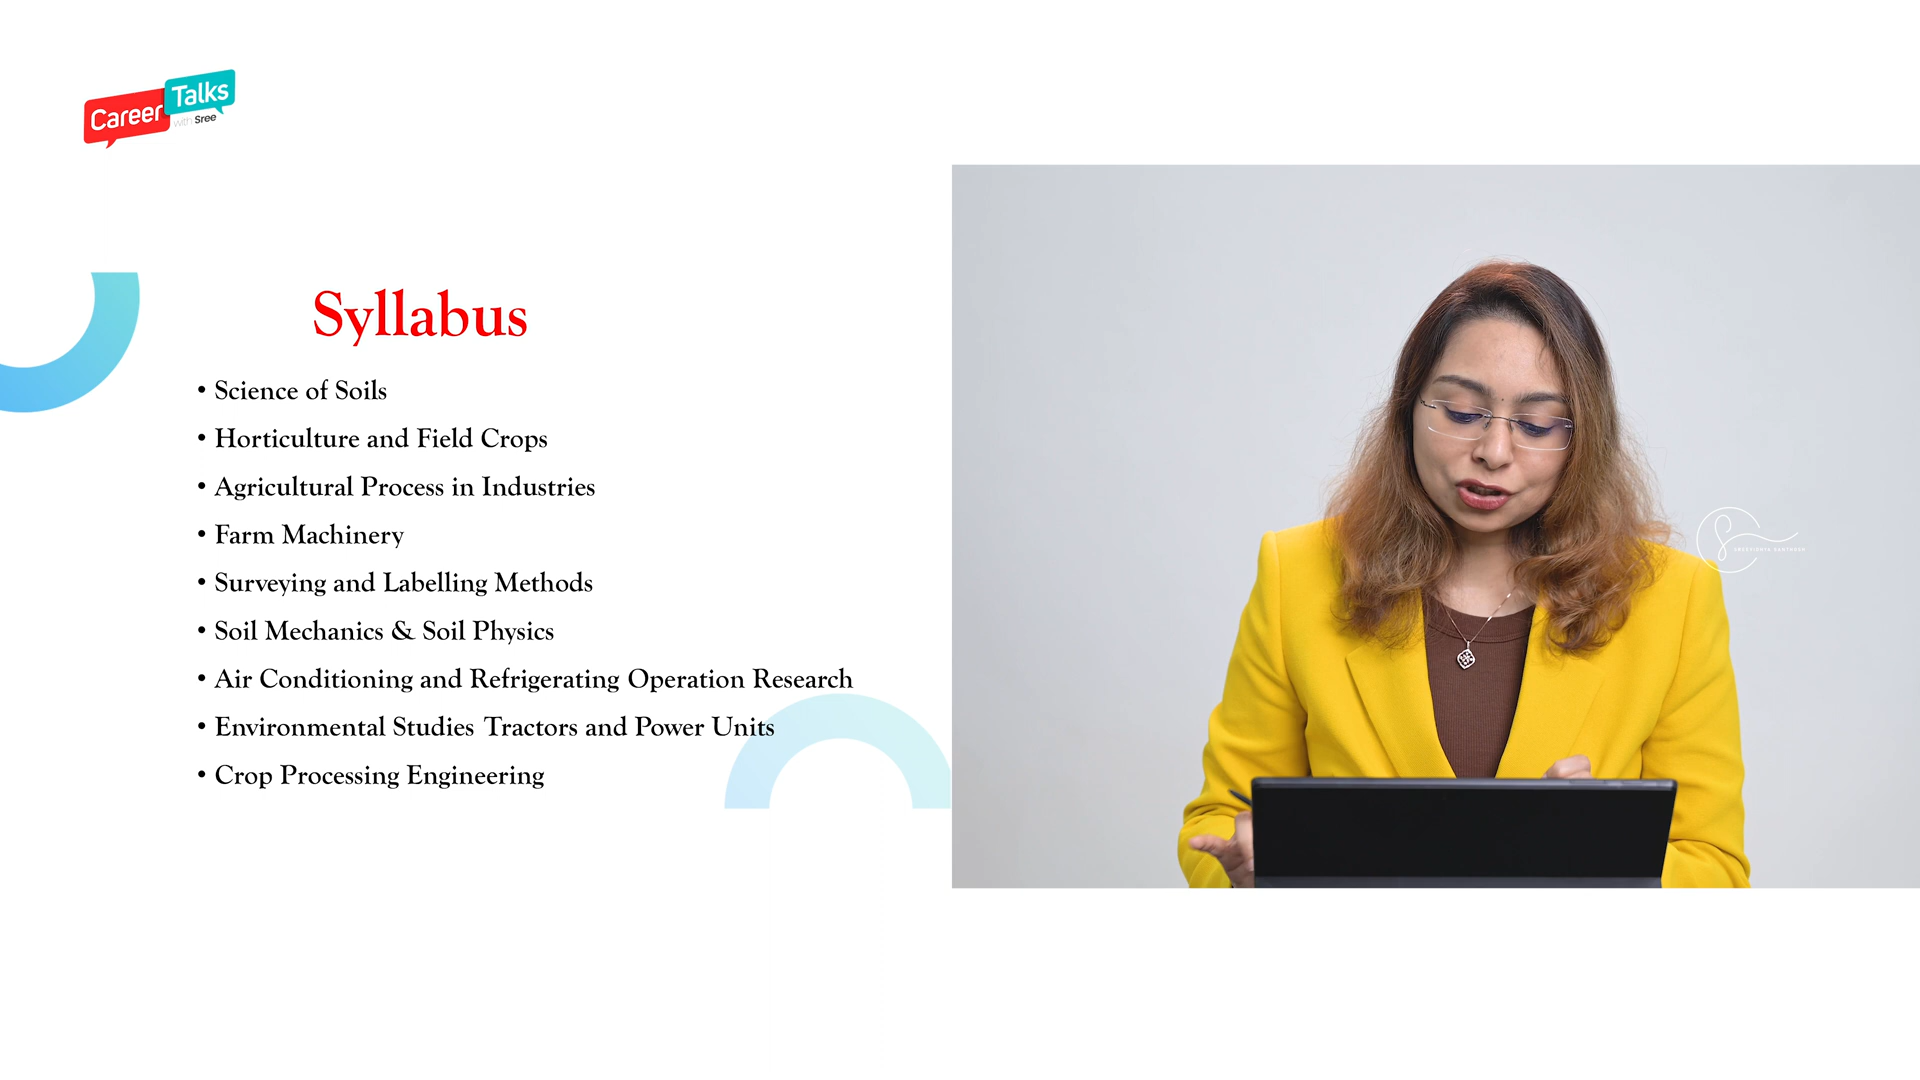 Career Talks
with Sree
Syllabus
• Science of Soils
• Horticulture and Field Crops
• Agricultural Process in Industries
• Farm Machinery
• Surveying and Labelling Methods
• Soil Mechanics & Soil Physics
• Air Conditioning and Refrigerating Operation Research
• Environmental Studies Tractors and Power Units
• Crop Processing Engineering